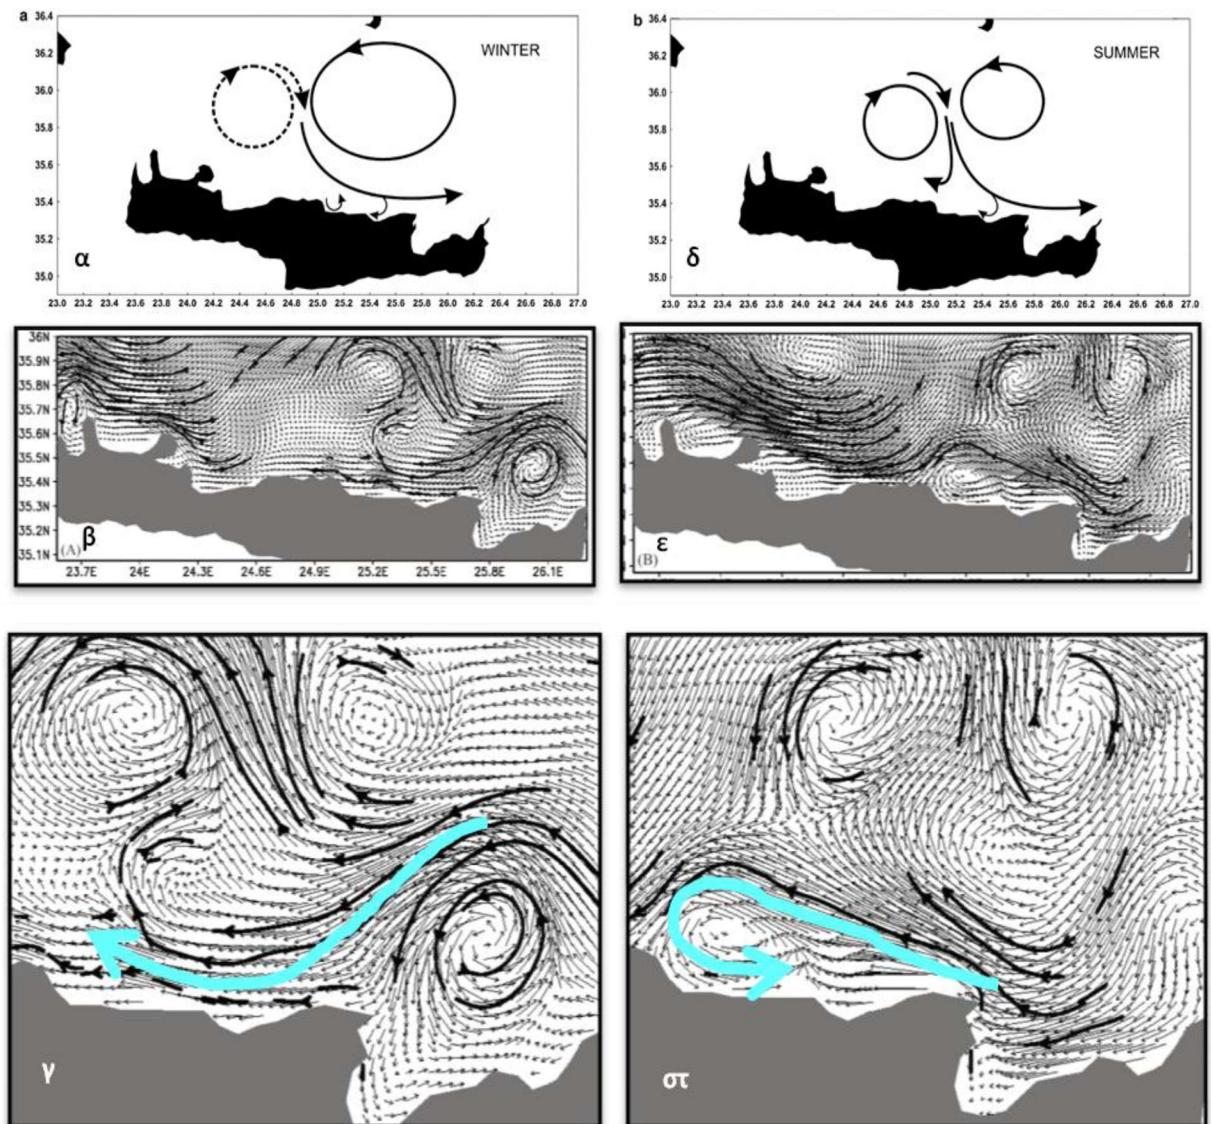 a
36.4
36.2
36.0
35.8
35.6
35.4
35.2
35.0
WINTER
α
23.0 23.2 23.4 23.6 23.8 24.0 24.2 24.4 24.6 24.8 25.0 25.2 25.4 25.6 25.8 26.0 26.2 26.4 26.6 26.8 27.0
b
36.4
36.2
36.0
35.8
35.6
35.4
35.2
35.0
SUMMER
δ
23.0 23.2 23.4 23.6 23.8 24.0 24.2 24.4 24.6 24.8 25.0 25.2 25.4 25.6 25.8 26.0 26.2 26.4 26.6 26.8 27.0
36N
35.9N
35.8N
35.7N
35.6N
35.5N
35.4N
35.3N
35.2N
35.1N
(A) β
23.7E 24E 24.3E 24.6E 24.9E 25.2E 25.5E 25.8E 26.1E
(B) ε
γ
στ